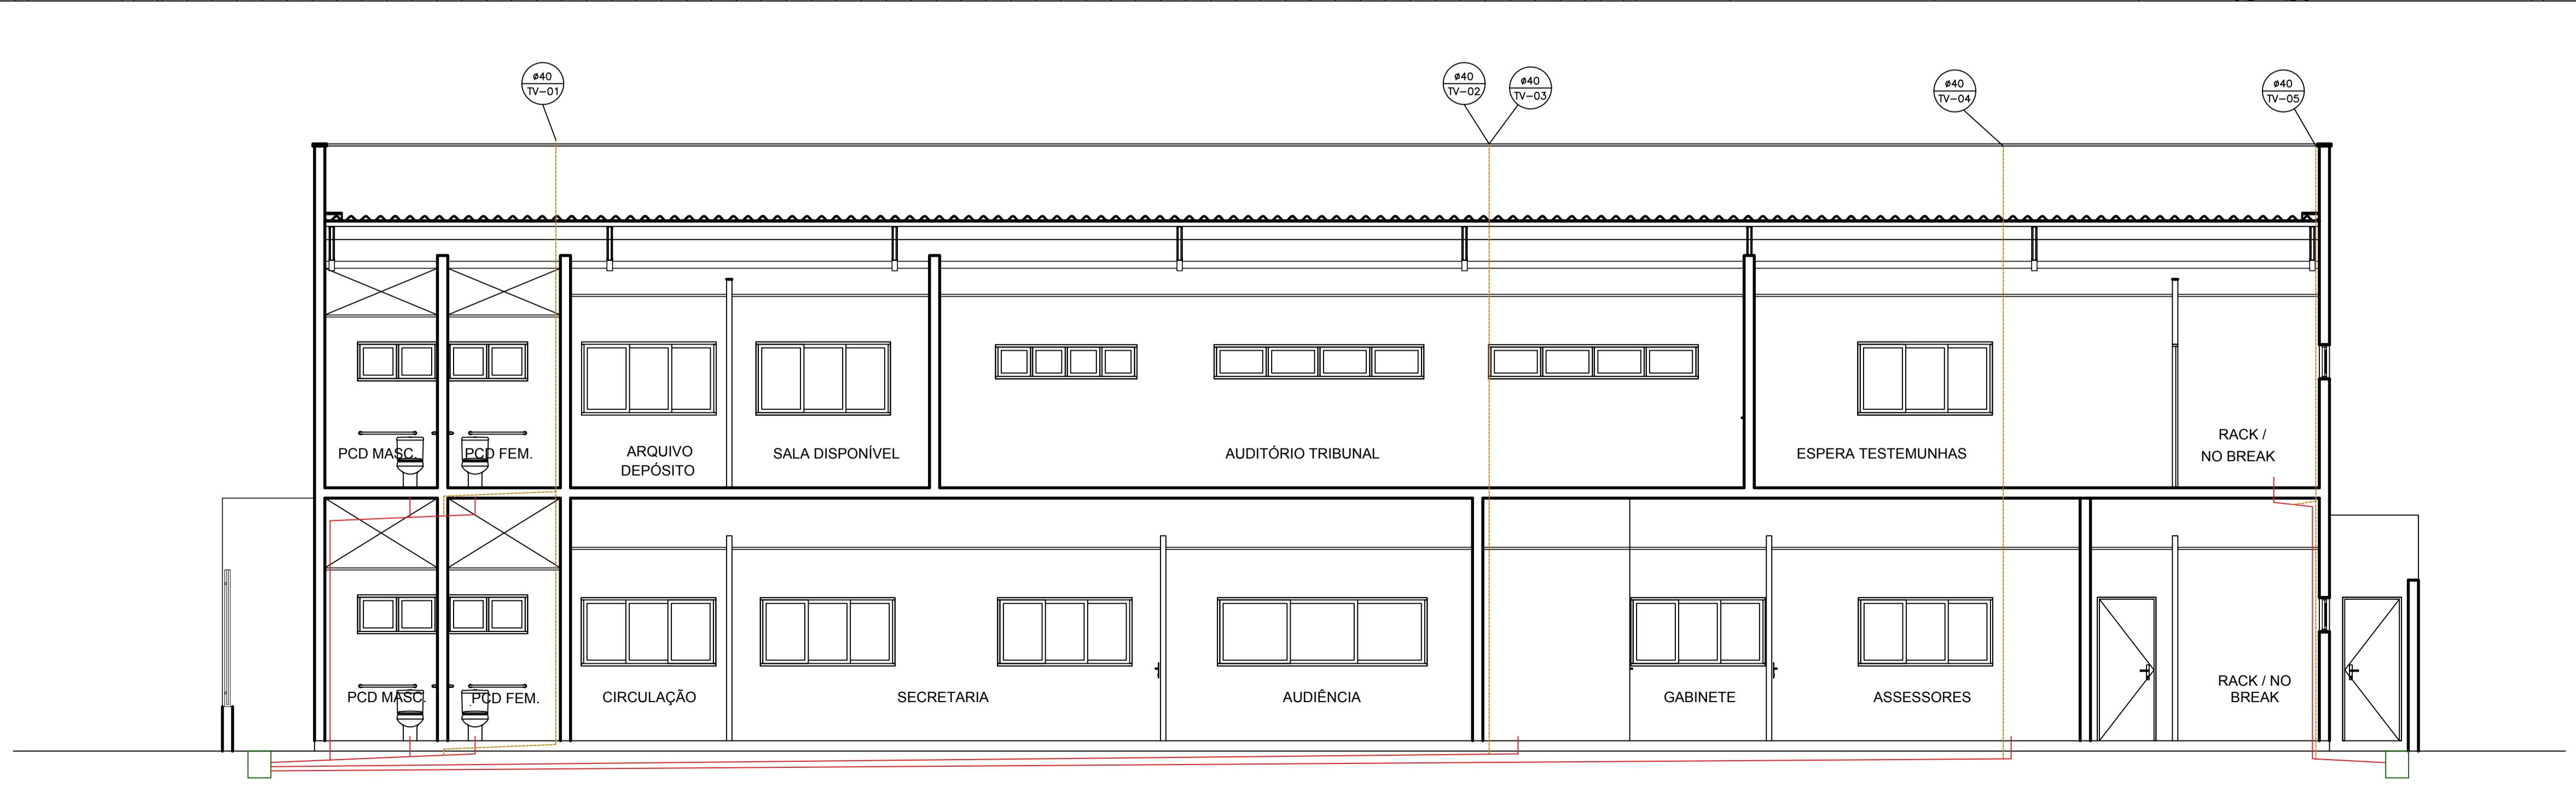 ø40
TV-01
ø40
TV-02
ø40
TV-03
ø40
TV-04
ø40
TV-05
PCD MASC.
PCD FEM.
ARQUIVO
DEPÓSITO
SALA DISPONÍVEL
AUDITÓRIO TRIBUNAL
ESPERA TESTEMUNHAS
RACK /
NO BREAK
PCD MASC.
PCD FEM.
CIRCULAÇÃO
SECRETARIA
AUDIÊNCIA
GABINETE
ASSESSORES
RACK / NO
BREAK